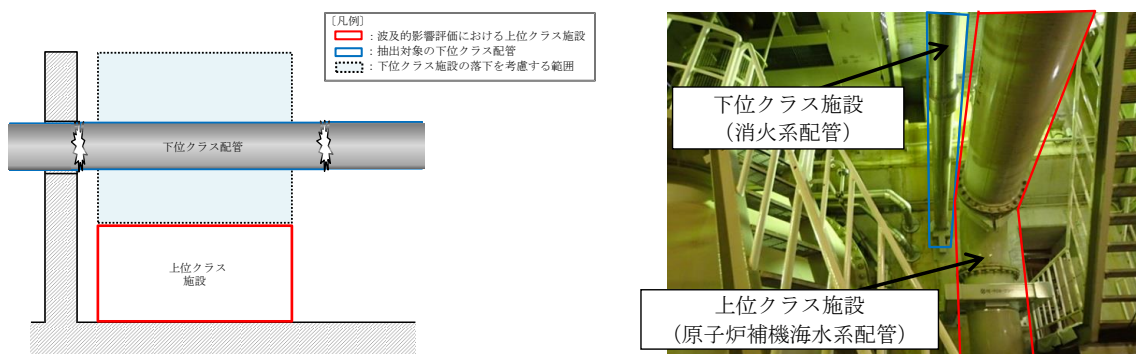 〔凡例〕
：波及的影響評価における上位クラス施設
：抽出対象の下位クラス配管
：下位クラス施設の落下を考慮する範囲
下位クラス配管
上位クラス
施設
下位クラス施設
（消火系配管）
上位クラス施設
（原子炉補機海水系配管）